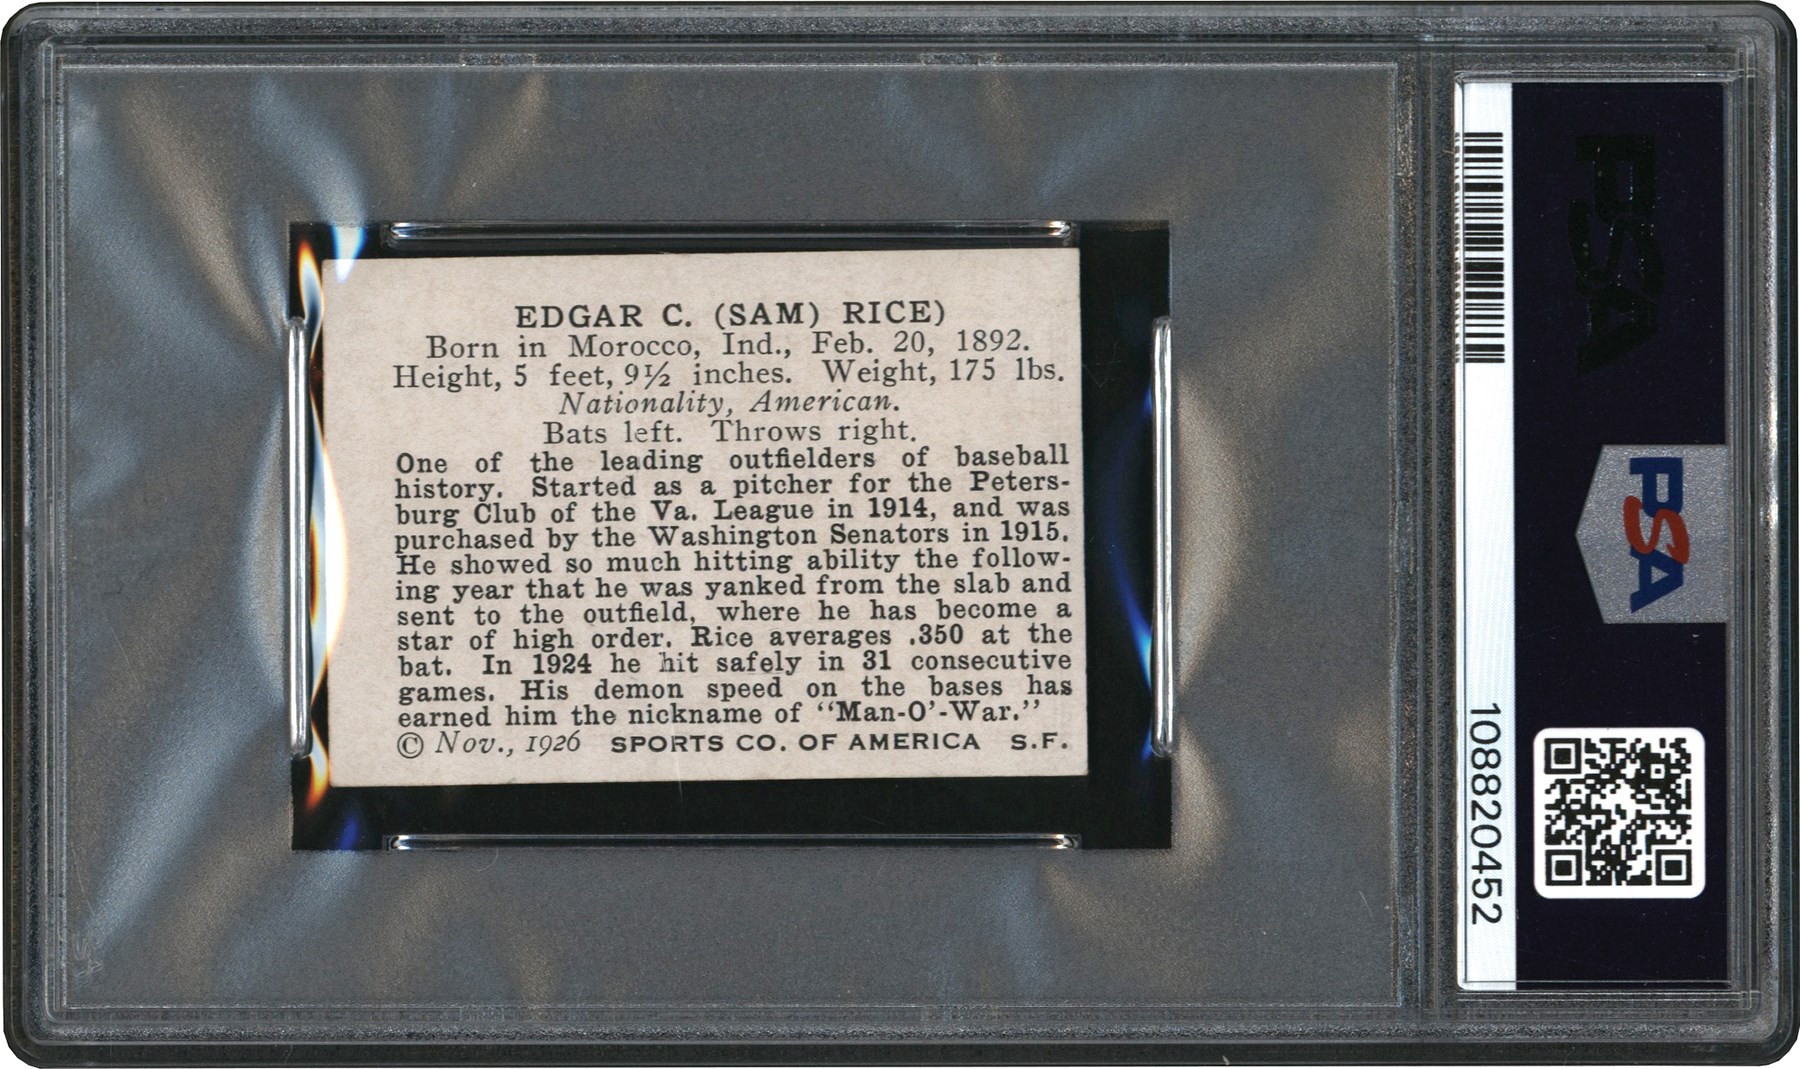 EDGAR C. (SAM) RICE)
Born in Morocco, Ind., Feb. 20, 1892.
Height, 5 feet, 9½ inches. Weight, 175 lbs.
Nationality, American.
Bats left. Throws right.
One of the leading outfielders of baseball
history. Started as a pitcher for the Peters-
burg Club of the Va. League in 1914, and was
purchased by the Washington Senators in 1915.
He showed so much hitting ability the follow-
ing year that he was yanked from the slab and
sent to the outfield, where he has become a
star of high order. Rice averages .350 at the
bat. In 1924 he hit safely in 31 consecutive
games. His demon speed on the bases has
earned him the nickname of “Man-O'-War.”
© Nov., 1926 SPORTS CO. OF AMERICA S.F.
PSA
PSA
108820452